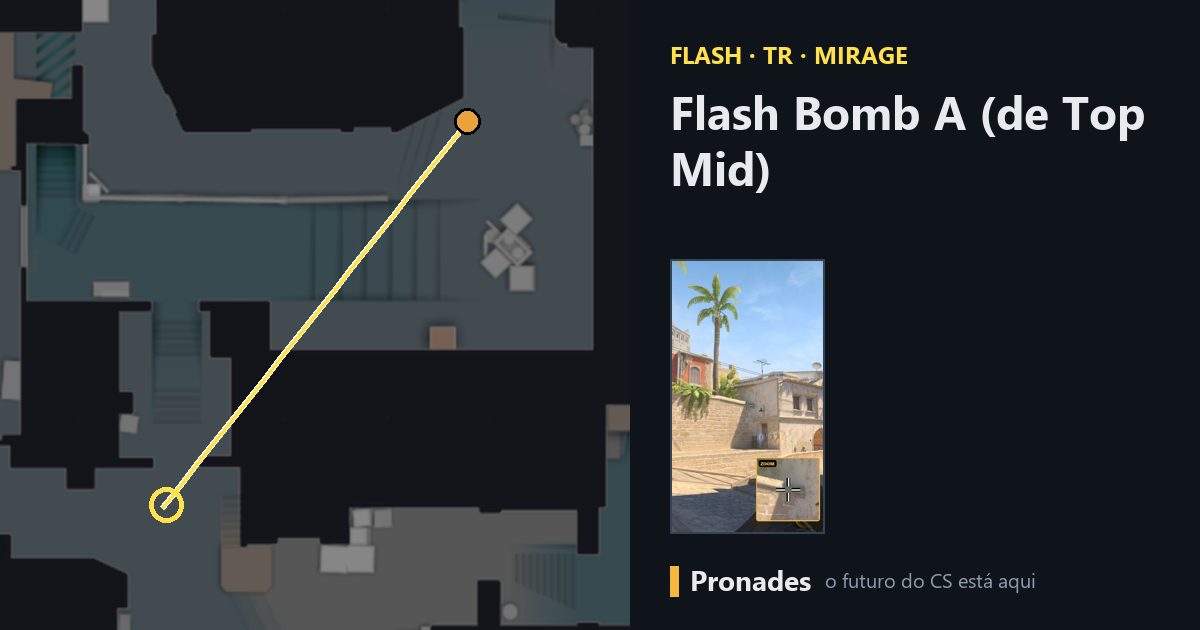 FLASH · TR · MIRAGE
Flash Bomb A (de Top
Mid)
ZOOM
Pronades o futuro do CS está aqui